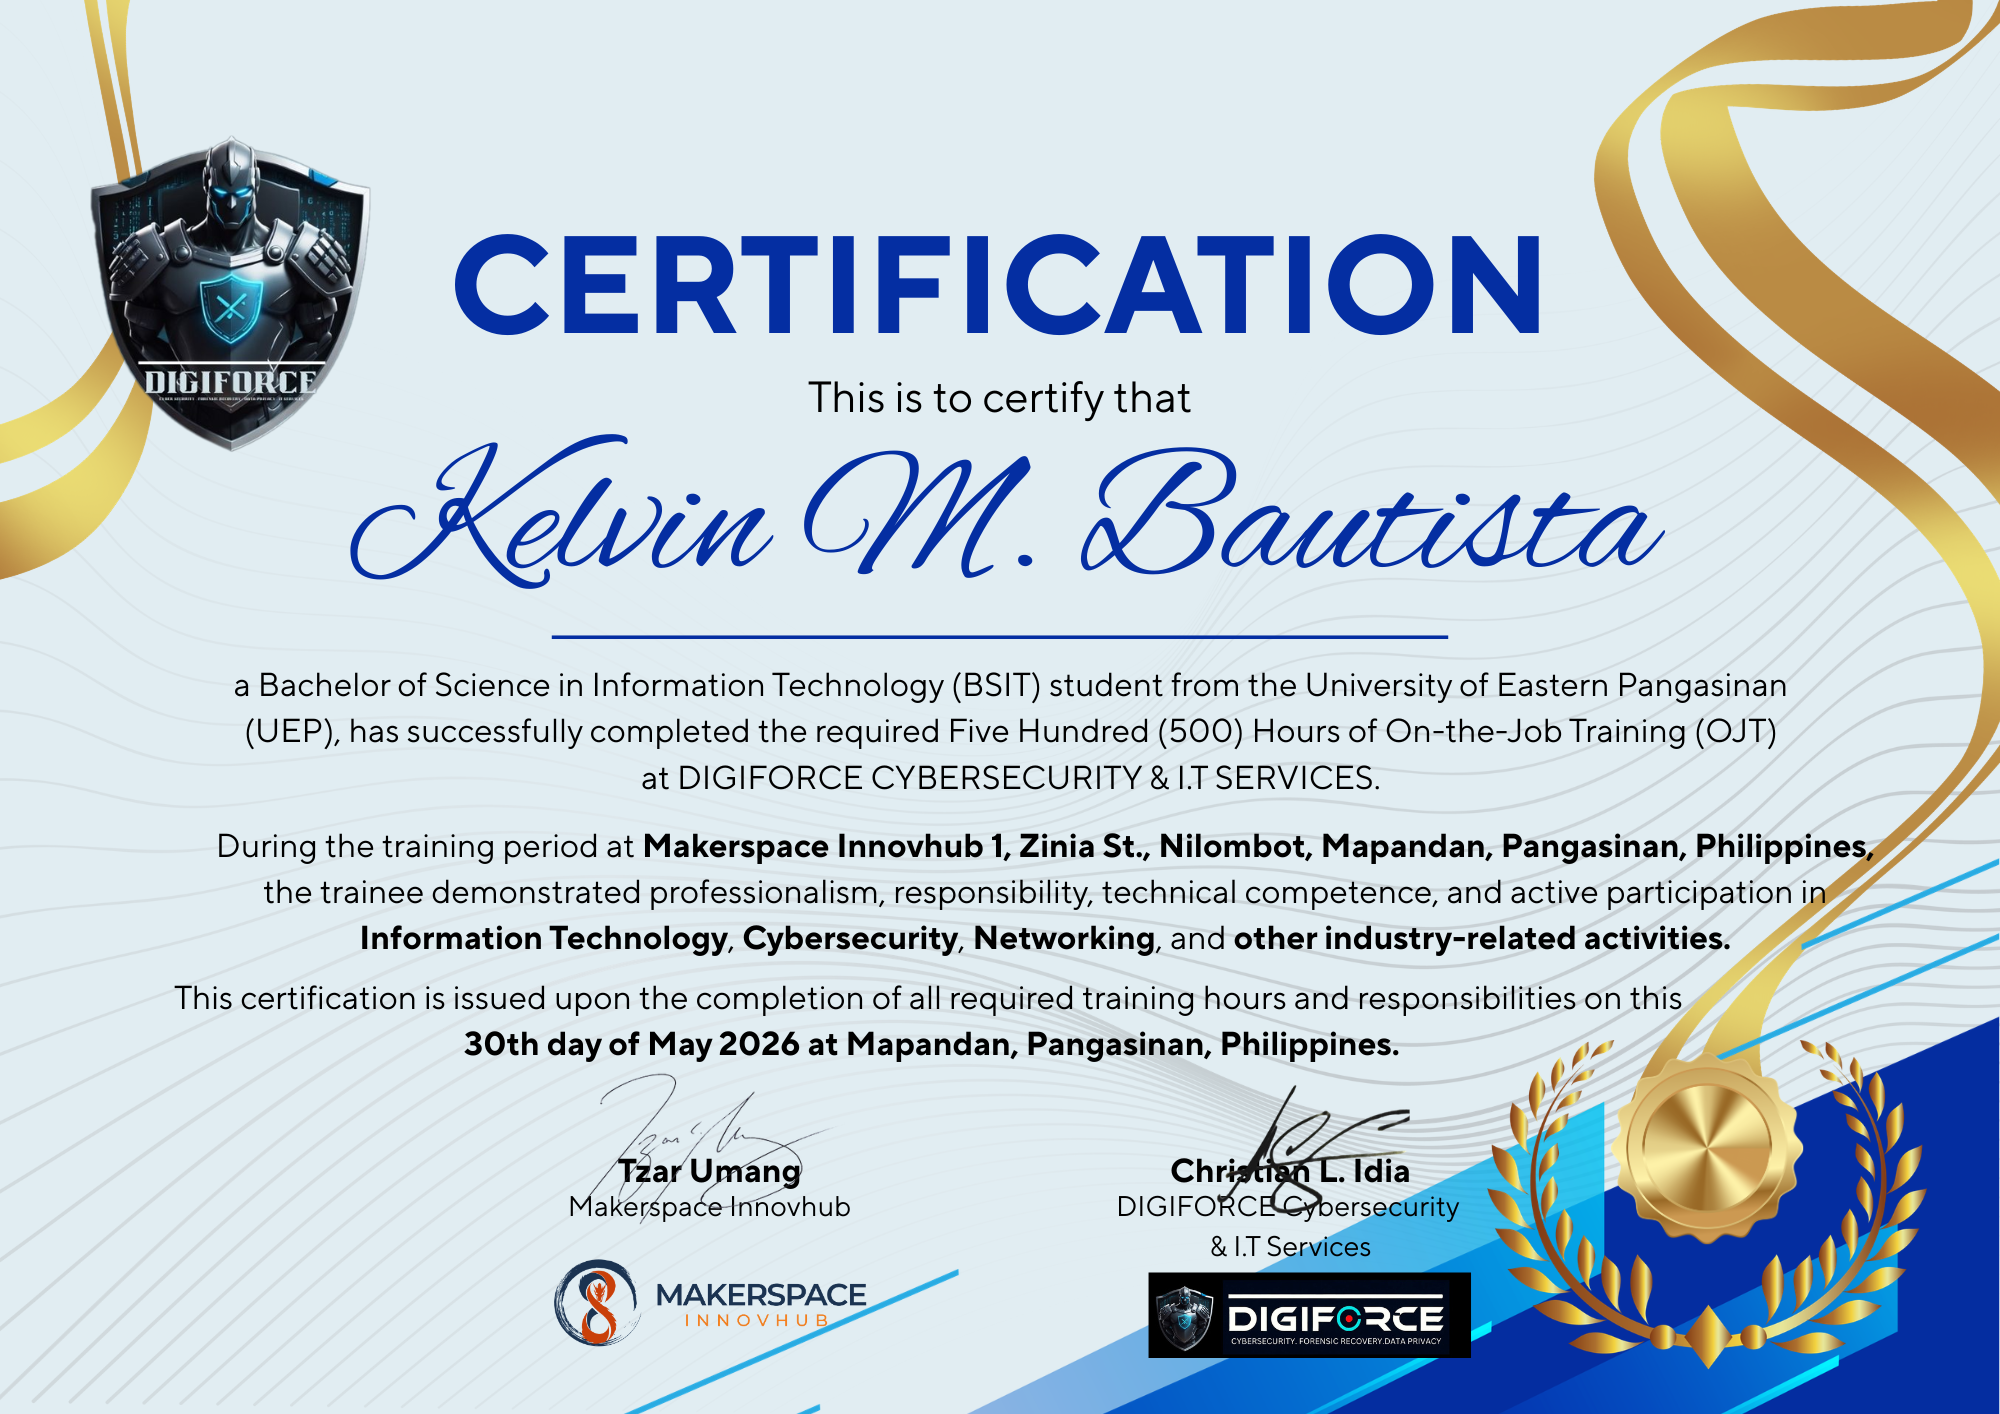 DIGIFORCE
CERTIFICATION
This is to certify that
Kelvin M. Bautista
a Bachelor of Science in Information Technology (BSIT) student from the University of Eastern Pangasinan
(UEP), has successfully completed the required Five Hundred (500) Hours of On-the-Job Training (OJT)
at DIGIFORCE CYBERSECURITY & I.T SERVICES.
During the training period at Makerspace Innovhub 1, Zinia St., Nilombot, Mapandan, Pangasinan, Philippines,
the trainee demonstrated professionalism, responsibility, technical competence, and active participation in
Information Technology, Cybersecurity, Networking, and other industry-related activities.
This certification is issued upon the completion of all required training hours and responsibilities on this
30th day of May 2026 at Mapandan, Pangasinan, Philippines.
Tzar Umang
Makerspace Innovhub
MAKERSPACE
INNOVHUB
Christian L. Idia
DIGIFORCE Cybersecurity
& I.T Services
DIGIFORCE
CYBERSECURITY. FORENSIC RECOVERY.DATA PRIVACY